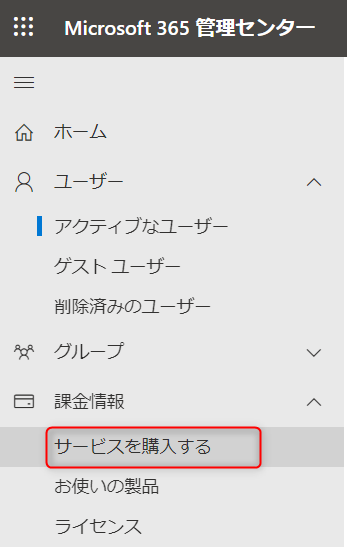 Microsoft 365 管理センター
ホーム
ユーザー
アクティブなユーザー
ゲスト ユーザー
削除済みのユーザー
グループ
課金情報
サービスを購入する
お使いの製品
ライセンス